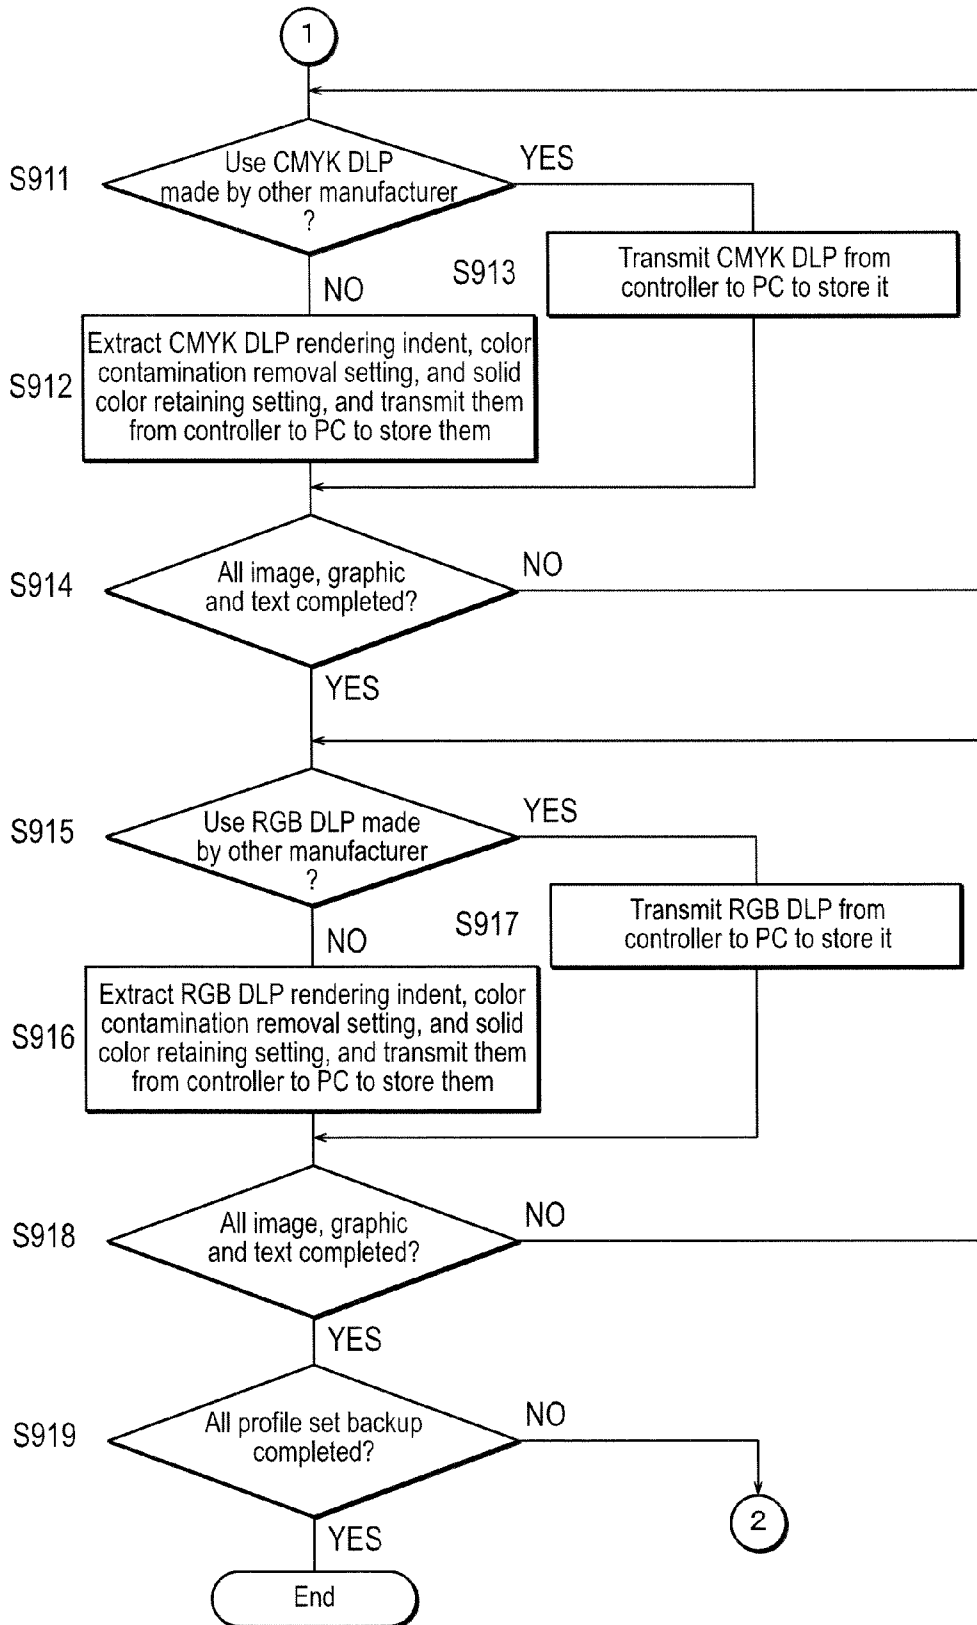 1
S911
Use CMYK DLP
made by other manufacturer
?
YES
S913
Transmit CMYK DLP from
controller to PC to store it
NO
S912
Extract CMYK DLP rendering indent, color
contamination removal setting, and solid
color retaining setting, and transmit them
from controller to PC to store them
S914
All image, graphic
and text completed?
NO
YES
S915
Use RGB DLP made
by other manufacturer
?
YES
S917
Transmit RGB DLP from
controller to PC to store it
NO
S916
Extract RGB DLP rendering indent, color
contamination removal setting, and solid
color retaining setting, and transmit them
from controller to PC to store them
S918
All image, graphic
and text completed?
NO
YES
S919
All profile set backup
completed?
NO
2
YES
End